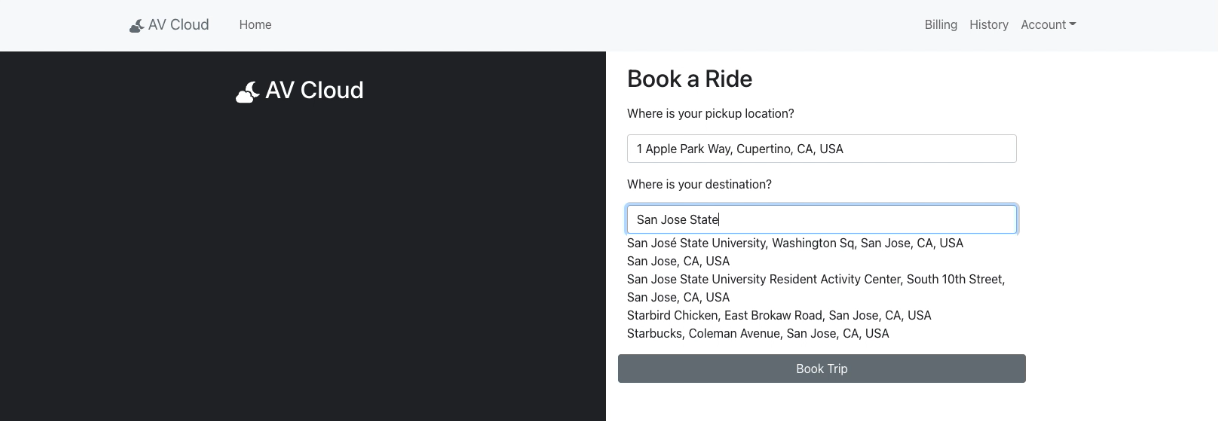 AV Cloud Home Billing History Account
AV Cloud
Book a Ride
Where is your pickup location?
1 Apple Park Way, Cupertino, CA, USA
Where is your destination?
San Jose State
San José State University, Washington Sq, San Jose, CA, USA
San Jose, CA, USA
San Jose State University Resident Activity Center, South 10th Street,
San Jose, CA, USA
Starbird Chicken, East Brokaw Road, San Jose, CA, USA
Starbucks, Coleman Avenue, San Jose, CA, USA
Book Trip